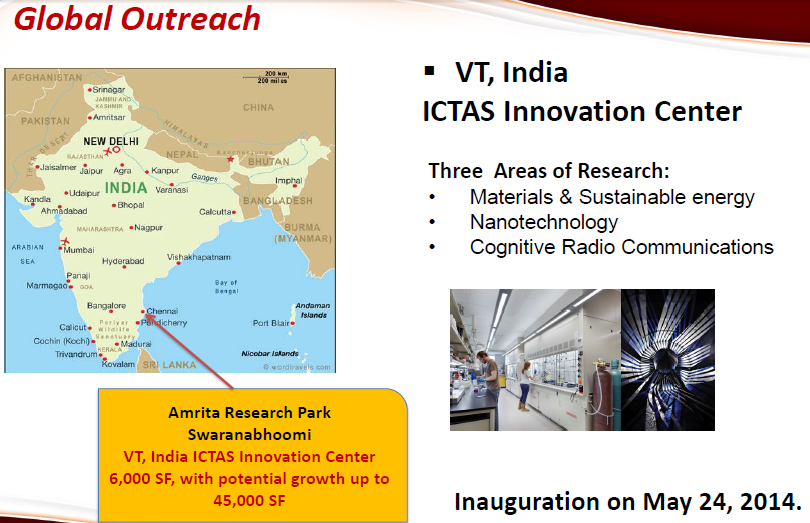 Global Outreach
AFGHANISTAN
200 km
200 miles
Srinagar
JAMMU AND
KASHMIR
CHINA
PAKISTAN
Amritsar
HIMALAYAS
THAR DESERT
NEW DELHI
RAJASTHAN
NEPAL
Kanchenjunga
BHUTAN
Jaisalmer
Jaipur
Agra
Kanpur
Ganges
Imphal
INDIA
Varanasi
Kandla
Udaipur
BANGLADESH
Ahmadabad
Bhopal
Calcutta
BURMA
(MYANMAR)
MAHARASHTRA
Nagpur
ARABIAN
SEA
Mumbai
Hyderabad
Vishakhapatnam
Panaji
Marmagao
GOA
Bay of
Bengal
Bangalore
Chennai
Andaman
Islands
Calicut
Periyar
Wildlife
Sanctuary
Pondicherry
Port Blair
Cochin (Kochi)
Madurai
KERALA
Trivandrum
Kovalam
SRI LANKA
Nicobar Islands
© wordtravels.com
Amrita Research Park
Swaranabhoomi
VT, India ICTAS Innovation Center
6,000 SF, with potential growth up to
45,000 SF
▪ VT, India
ICTAS Innovation Center
Three Areas of Research:
• Materials & Sustainable energy
• Nanotechnology
• Cognitive Radio Communications
Inauguration on May 24, 2014.